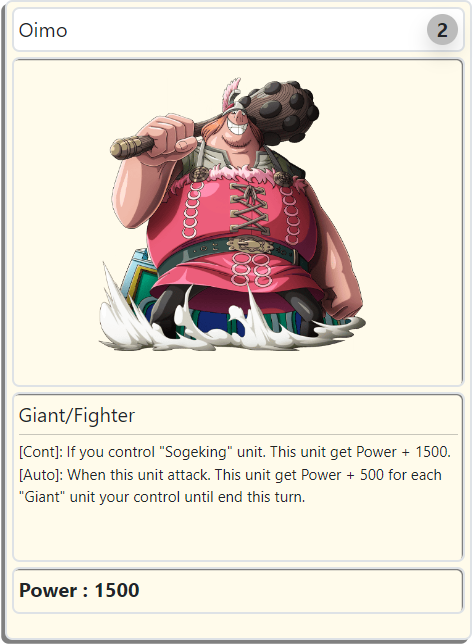 Oimo
2
Giant/Fighter
[Cont]: If you control "Sogeking" unit. This unit get Power + 1500.
[Auto]: When this unit attack. This unit get Power + 500 for each
"Giant" unit your control until end this turn.
Power : 1500